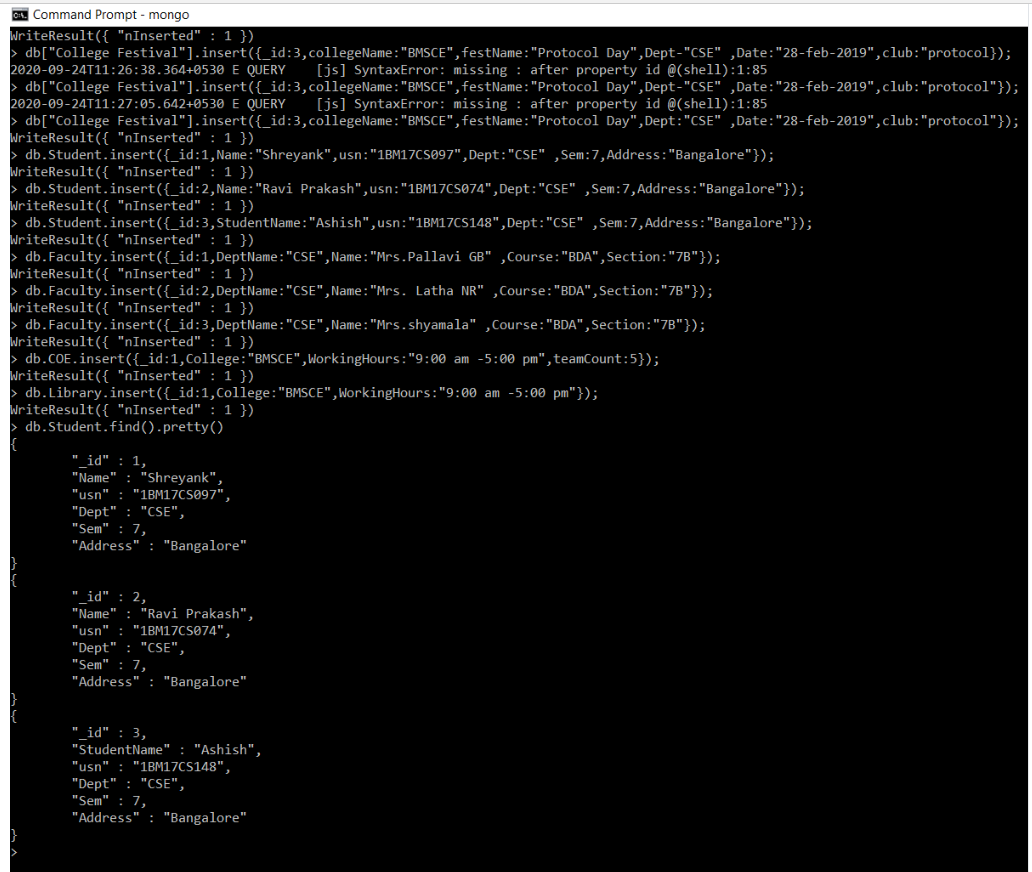 Command Prompt - mongo
WriteResult({ "nInserted" : 1 })
> db["College Festival"].insert({_id:3,collegeName:"BMSCE",festName:"Protocol Day",Dept-"CSE" ,Date:"28-feb-2019",club:"protocol});
2020-09-24T11:26:38.364+0530 E QUERY    [js] SyntaxError: missing : after property id @(shell):1:85
> db["College Festival"].insert({_id:3,collegeName:"BMSCE",festName:"Protocol Day",Dept-"CSE" ,Date:"28-feb-2019",club:"protocol"});
2020-09-24T11:27:05.642+0530 E QUERY    [js] SyntaxError: missing : after property id @(shell):1:85
> db["College Festival"].insert({_id:3,collegeName:"BMSCE",festName:"Protocol Day",Dept:"CSE" ,Date:"28-feb-2019",club:"protocol"});
WriteResult({ "nInserted" : 1 })
> db.Student.insert({_id:1,Name:"Shreyank",usn:"1BM17CS097",Dept:"CSE" ,Sem:7,Address:"Bangalore"});
WriteResult({ "nInserted" : 1 })
> db.Student.insert({_id:2,Name:"Ravi Prakash",usn:"1BM17CS074",Dept:"CSE" ,Sem:7,Address:"Bangalore"});
WriteResult({ "nInserted" : 1 })
> db.Student.insert({_id:3,StudentName:"Ashish",usn:"1BM17CS148",Dept:"CSE" ,Sem:7,Address:"Bangalore"});
WriteResult({ "nInserted" : 1 })
> db.Faculty.insert({_id:1,DeptName:"CSE",Name:"Mrs.Pallavi GB" ,Course:"BDA",Section:"7B"});
WriteResult({ "nInserted" : 1 })
> db.Faculty.insert({_id:2,DeptName:"CSE",Name:"Mrs. Latha NR" ,Course:"BDA",Section:"7B"});
WriteResult({ "nInserted" : 1 })
> db.Faculty.insert({_id:3,DeptName:"CSE",Name:"Mrs.shyamala" ,Course:"BDA",Section:"7B"});
WriteResult({ "nInserted" : 1 })
> db.COE.insert({_id:1,College:"BMSCE",WorkingHours:"9:00 am -5:00 pm",teamCount:5});
WriteResult({ "nInserted" : 1 })
> db.Library.insert({_id:1,College:"BMSCE",WorkingHours:"9:00 am -5:00 pm"});
WriteResult({ "nInserted" : 1 })
> db.Student.find().pretty()
{
        "_id" : 1,
        "Name" : "Shreyank",
        "usn" : "1BM17CS097",
        "Dept" : "CSE",
        "Sem" : 7,
        "Address" : "Bangalore"
}
{
        "_id" : 2,
        "Name" : "Ravi Prakash",
        "usn" : "1BM17CS074",
        "Dept" : "CSE",
        "Sem" : 7,
        "Address" : "Bangalore"
}
{
        "_id" : 3,
        "StudentName" : "Ashish",
        "usn" : "1BM17CS148",
        "Dept" : "CSE",
        "Sem" : 7,
        "Address" : "Bangalore"
}
>